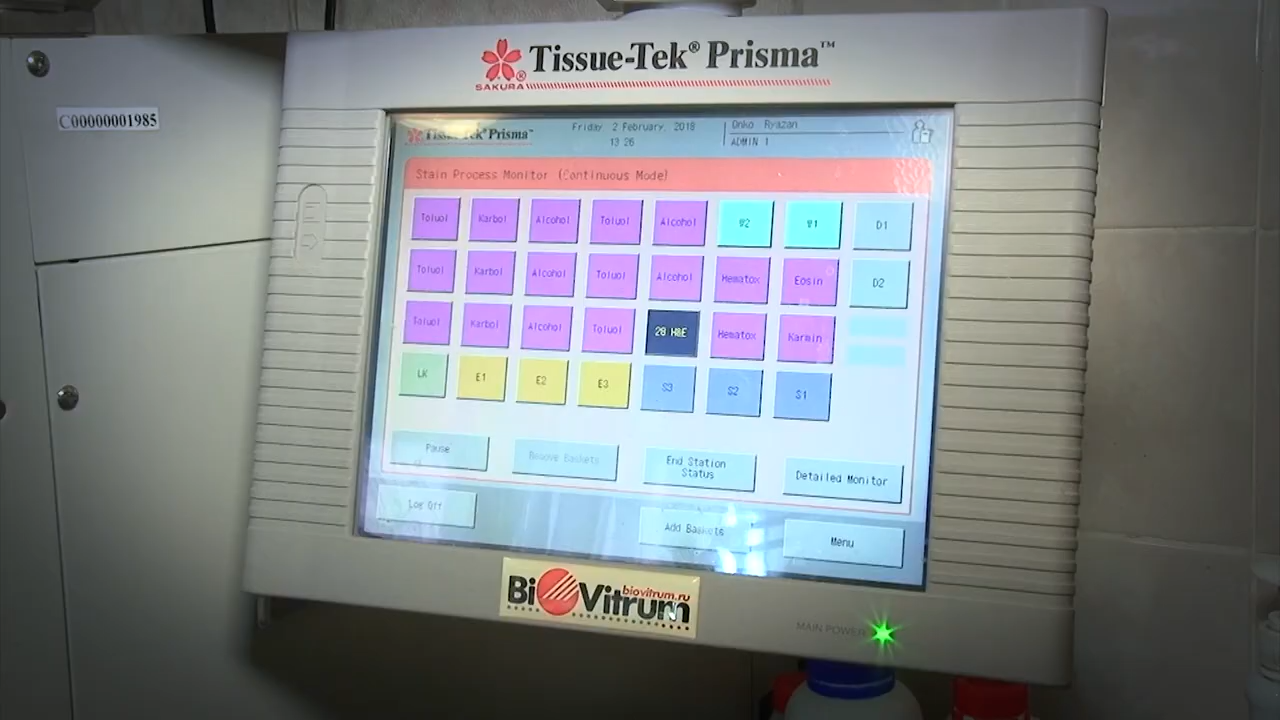 Tissue-Tek® Prisma™
SAKURA
C00000001985
Tissue-Tek® Prisma™
Friday, 2 February, 2018
13 26
Onko Ryazan
ADMIN 1
Stain Process Monitor (Continuous Mode)
Toluol Karbol Alcohol Toluol Alcohol W2 W1 D1
Toluol Karbol Alcohol Toluol Alcohol Hematox Eosin D2
Toluol Karbol Alcohol Toluol 28 H&E Hematox Karmin
LK E1 E2 E3 S3 S2 S1
Pause Remove Baskets End Station Status Detailed Monitor
Log Off Add Baskets Menu
BiOVitrum
biovitrum.ru
MAIN POWER